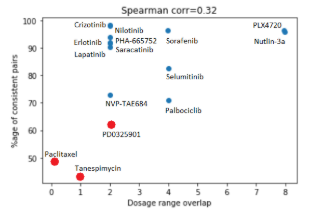 Spearman corr=0.32
%age of consistent pairs
100
90
80
70
60
50
Crizotinib
Nilotinib
Erlotinib
PHA-665752
Lapatinib
Saracatinib
Sorafenib
PLX4720
Nutlin-3a
Selumitinib
NVP-TAE684
Palbociclib
PD0325901
Paclitaxel
Tanespimycin
0 1 2 3 4 5 6 7 8
Dosage range overlap